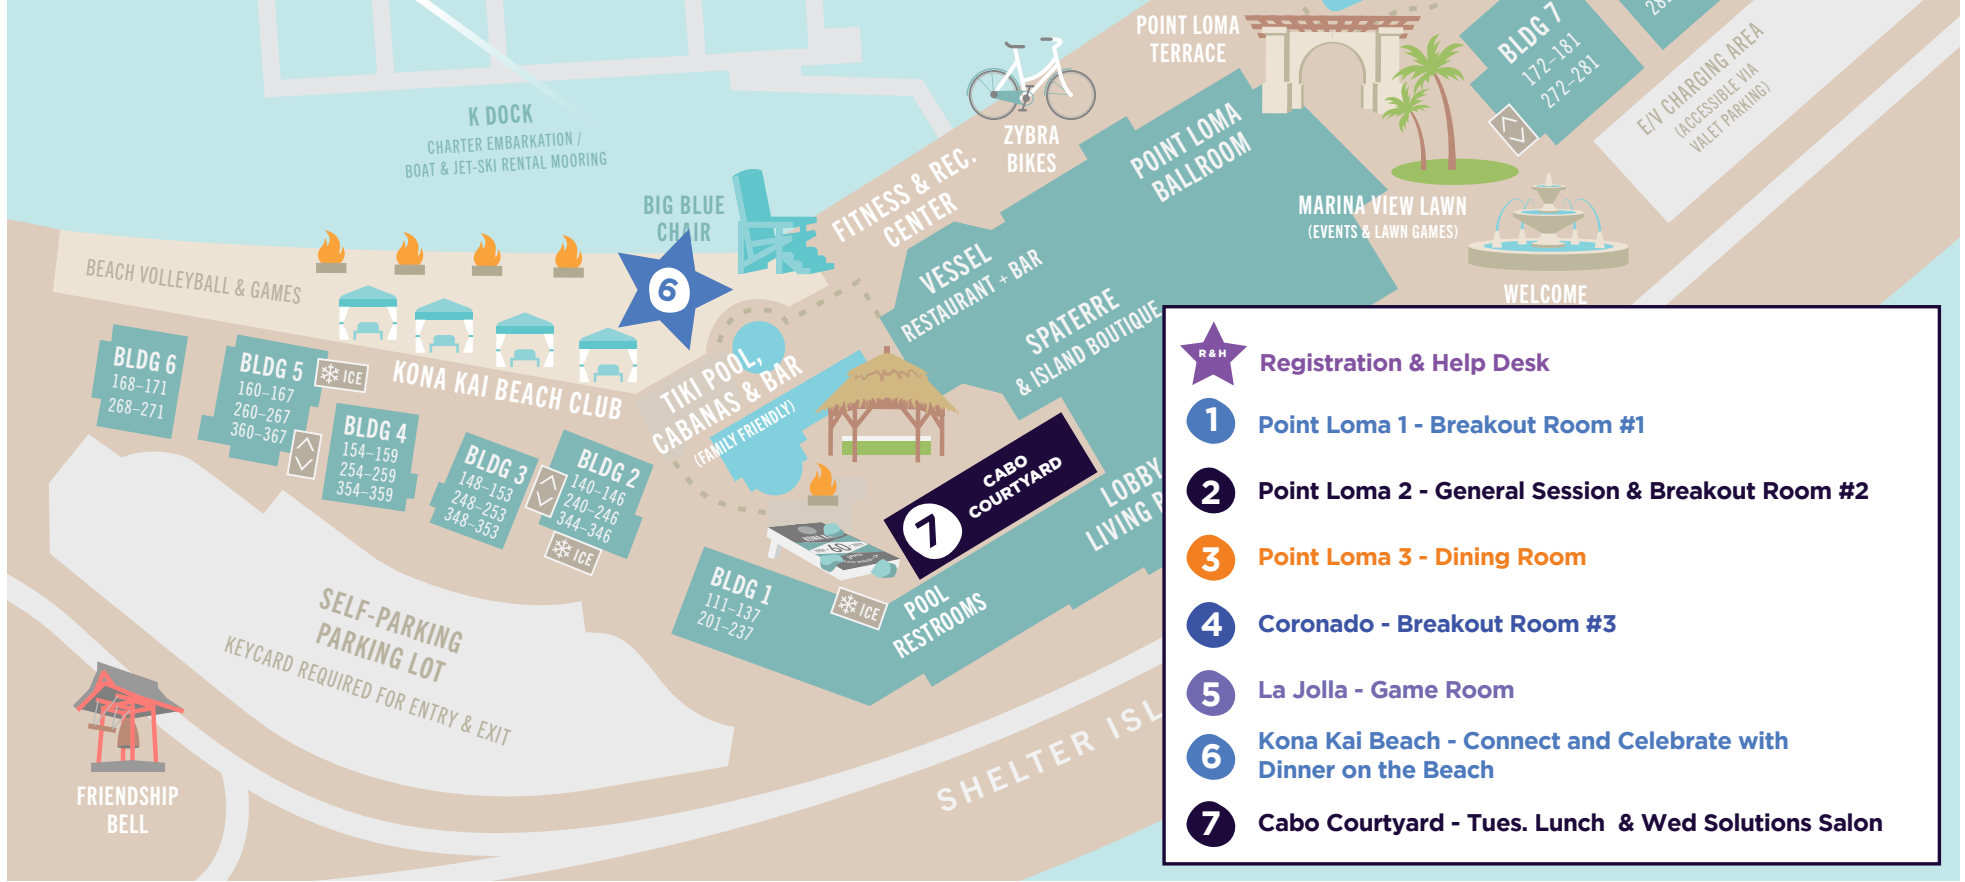 POINT LOMA
TERRACE
BLDG 7
172–181
272–281
E/V CHARGING AREA
(ACCESSIBLE VIA
VALET PARKING)
K DOCK
CHARTER EMBARKATION /
BOAT & JET-SKI RENTAL MOORING
ZYBRA
BIKES
POINT LOMA
BALLROOM
FITNESS & REC.
CENTER
BIG BLUE
CHAIR
MARINA VIEW LAWN
(EVENTS & LAWN GAMES)
WELCOME
BEACH VOLLEYBALL & GAMES
6
VESSEL
RESTAURANT + BAR
SPATERRE
& ISLAND BOUTIQUE
BLDG 6
168–171
268–271
BLDG 5
160–167
260–267
360–367
ICE
KONA KAI BEACH CLUB
TIKI POOL,
CABANAS & BAR
(FAMILY FRIENDLY)
BLDG 4
154–159
254–259
354–359
BLDG 3
148–153
248–253
348–353
BLDG 2
140–146
240–246
344–346
ICE
7
CABO
COURTYARD
LOBBY
LIVING
60
BLDG 1
111–137
201–237
ICE
POOL
RESTROOMS
SELF-PARKING
PARKING LOT
KEYCARD REQUIRED FOR ENTRY & EXIT
FRIENDSHIP
BELL
SHELTER ISL
R & H
Registration & Help Desk
1
Point Loma 1 - Breakout Room #1
2
Point Loma 2 - General Session & Breakout Room #2
3
Point Loma 3 - Dining Room
4
Coronado - Breakout Room #3
5
La Jolla - Game Room
6
Kona Kai Beach - Connect and Celebrate with
Dinner on the Beach
7
Cabo Courtyard - Tues. Lunch & Wed Solutions Salon